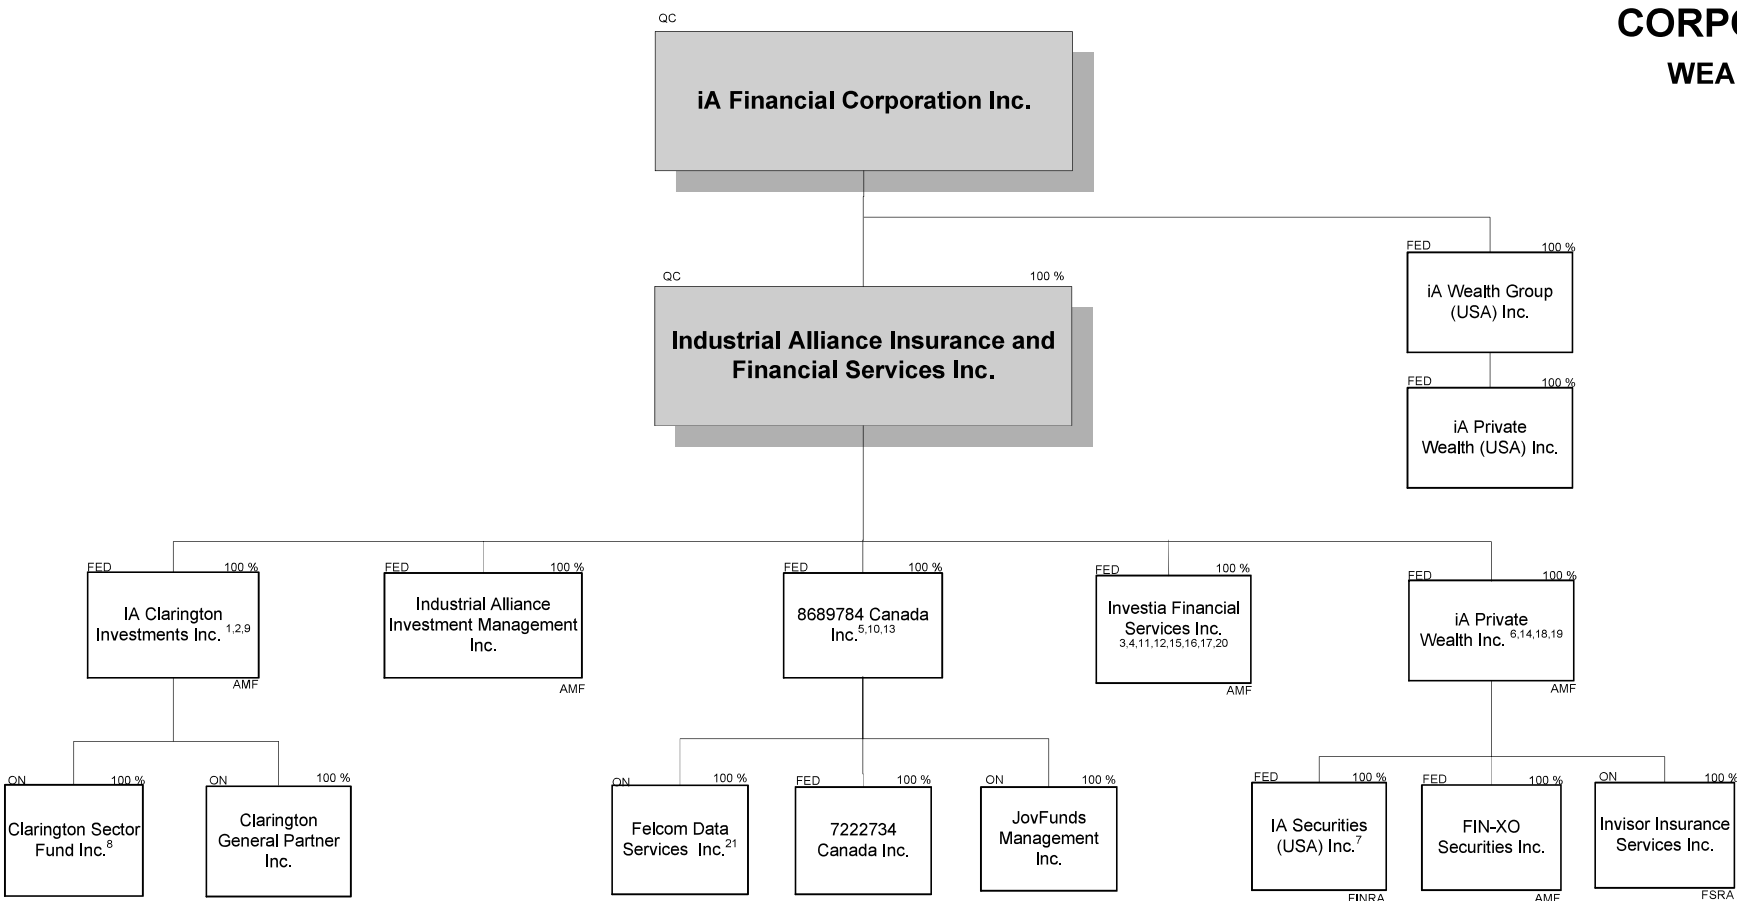 QC
CORPO
WEA
iA Financial Corporation Inc.
QC 100 %
Industrial Alliance Insurance and
Financial Services Inc.
FED 100 %
iA Wealth Group
(USA) Inc.
FED 100 %
iA Private
Wealth (USA) Inc.
FED 100 %
IA Clarington
Investments Inc. 1,2,9
AMF
FED 100 %
Industrial Alliance
Investment Management
Inc.
AMF
FED 100 %
8689784 Canada
Inc.5,10,13
FED 100 %
Investia Financial
Services Inc.
3,4,11,12,15,16,17,20
AMF
FED 100 %
iA Private
Wealth Inc. 6,14,18,19
AMF
ON 100 %
Clarington Sector
Fund Inc.8
ON 100 %
Clarington
General Partner
Inc.
ON 100 %
Felcom Data
Services Inc.21
FED 100 %
7222734
Canada Inc.
ON 100 %
JovFunds
Management
Inc.
FED 100 %
IA Securities
(USA) Inc.7
FINRA
FED 100 %
FIN-XO
Securities Inc.
AMF
ON 100 %
Invisor Insurance
Services Inc.
FSRA